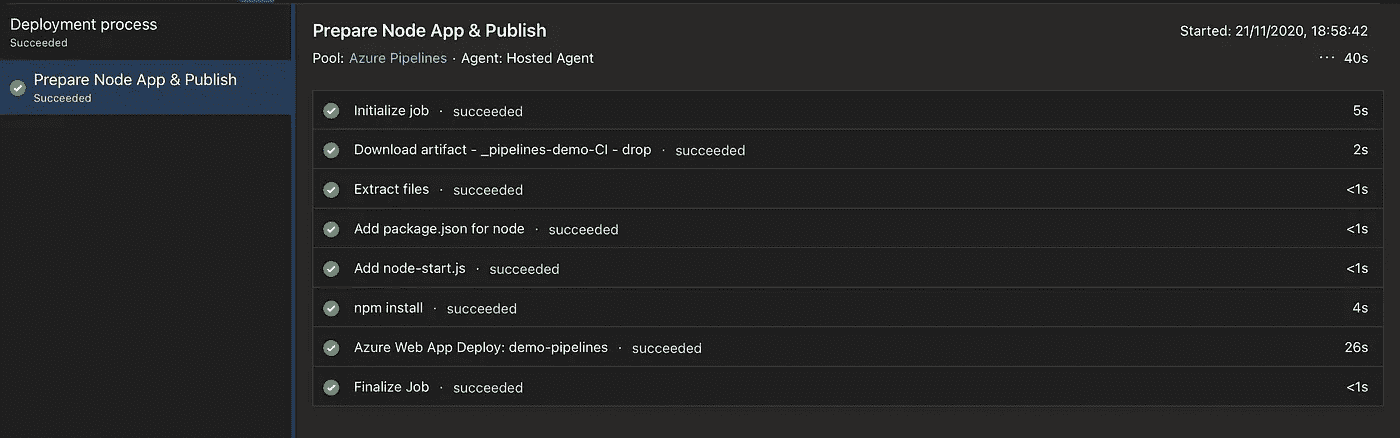 Deployment process
Succeeded
Prepare Node App & Publish
Succeeded
Prepare Node App & Publish
Started: 21/11/2020, 18:58:42
Pool: Azure Pipelines · Agent: Hosted Agent
··· 40s
Initialize job · succeeded 5s
Download artifact - _pipelines-demo-CI - drop · succeeded 2s
Extract files · succeeded <1s
Add package.json for node · succeeded <1s
Add node-start.js · succeeded <1s
npm install · succeeded 4s
Azure Web App Deploy: demo-pipelines · succeeded 26s
Finalize Job · succeeded <1s